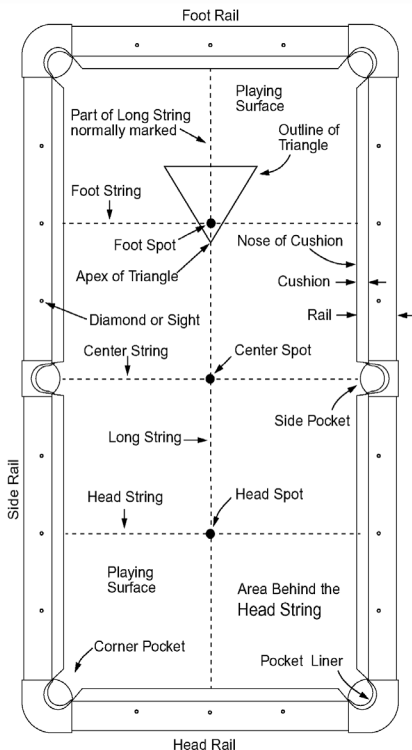 Foot Rail
Playing
Surface
Part of Long String
normally marked
Outline of
Triangle
Foot String
Foot Spot
Nose of Cushion
Apex of Triangle
Cushion
Rail
Diamond or Sight
Center String
Center Spot
Side Pocket
Long String
Side Rail
Head String
Head Spot
Playing
Surface
Area Behind the
Head String
Corner Pocket
Pocket Liner
Head Rail